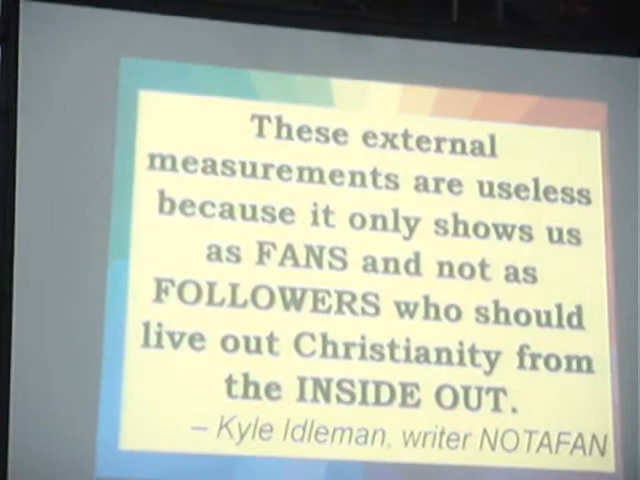 These external
measurements are useless
because it only shows us
as FANS and not as
FOLLOWERS who should
live out Christianity from
the INSIDE OUT.
– Kyle Idleman, writer NOTAFAN